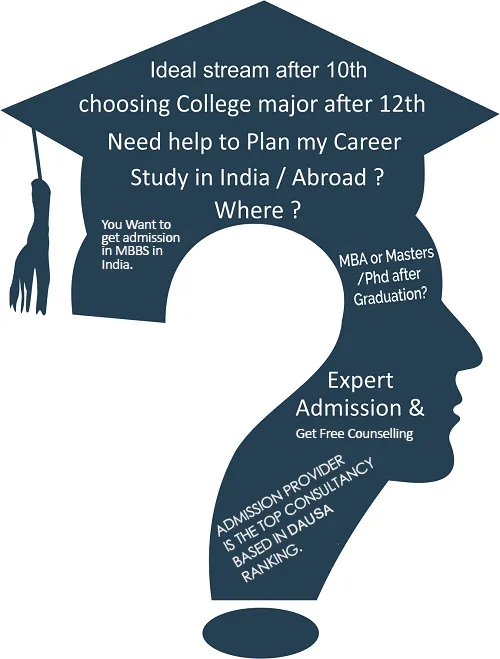 Ideal stream after 10th
choosing College major after 12th
Need help to Plan my Career
Study in India / Abroad ?
Where ?
You Want to
get admission
in MBBS in
India.
MBA or Masters
/Phd after
Graduation?
Expert
Admission &
Get Free Counselling
ADMISSION PROVIDER
IS THE TOP CONSULTANCY
BASED IN DAUSA
RANKING.